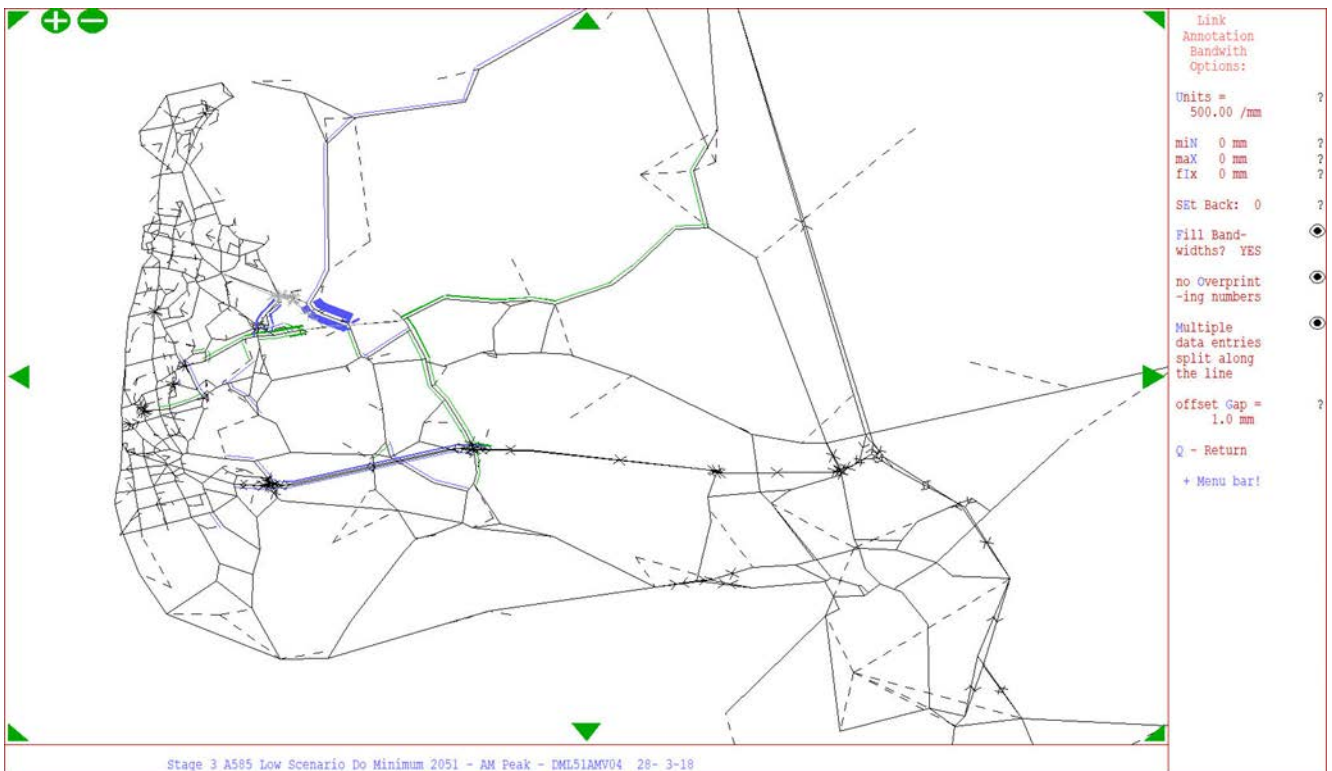 Link
Annotation
Bandwith
Options:
Units = ?
500.00 /mm
miN 0 mm ?
maX 0 mm ?
fIx 0 mm ?
SEt Back: 0 ?
Fill Band-
widths? YES
no Overprint
-ing numbers
Multiple
data entries
split along
the line
offset Gap = ?
1.0 mm
Q - Return
+ Menu bar!
Stage 3 A585 Low Scenario Do Minimum 2051 - AM Peak - DML51AMV04 28- 3-18